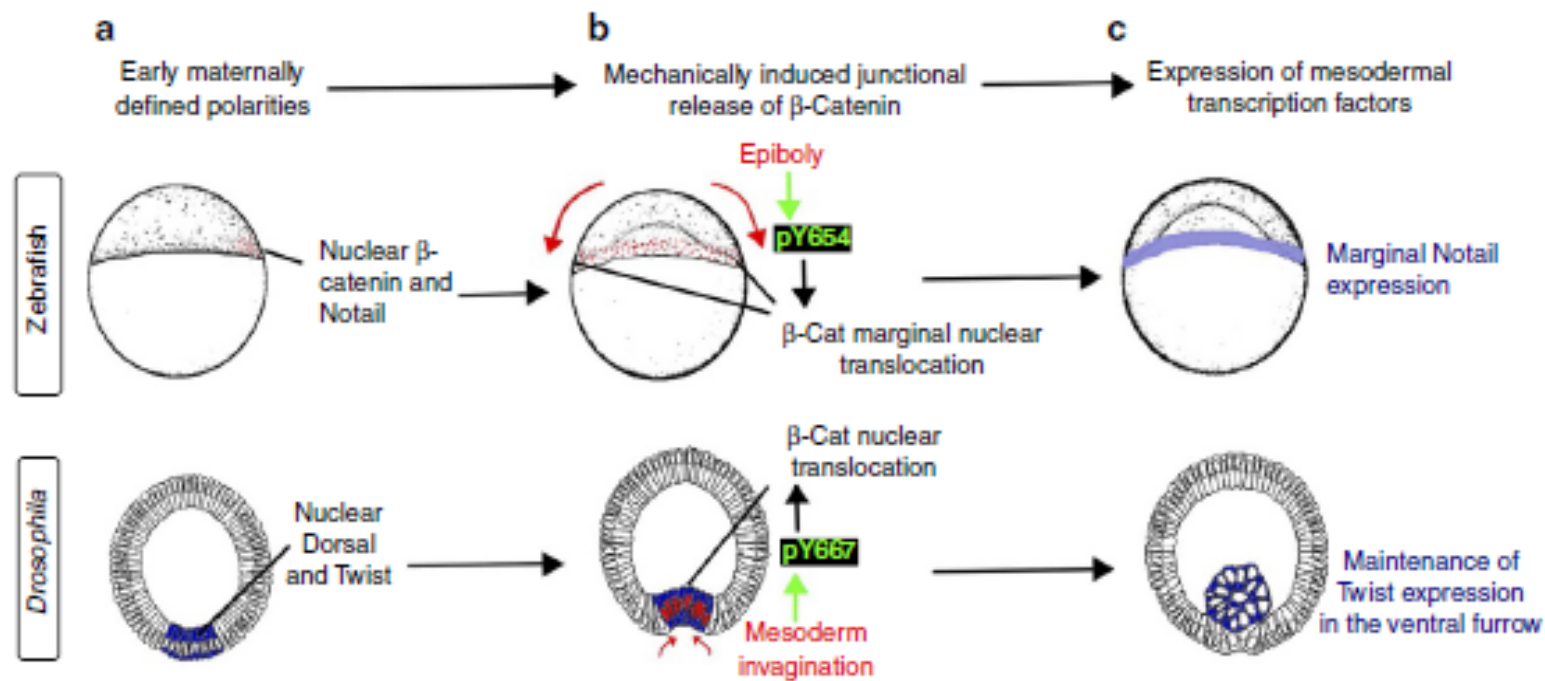 a
Early maternally
defined polarities
b
Mechanically induced junctional
release of β-Catenin
c
Expression of mesodermal
transcription factors
Zebrafish
Nuclear β-
catenin and
Notail
Epiboly
pY654
β-Cat marginal nuclear
translocation
Marginal Notail
expression
Drosophila
Nuclear
Dorsal
and Twist
β-Cat nuclear
translocation
pY667
Mesoderm
invagination
Maintenance of
Twist expression
in the ventral furrow